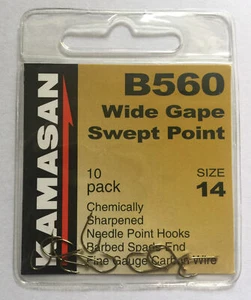 KAMASAN
B560
Wide Gape
Swept Point
10
pack
SIZE
14
Chemically
Sharpened
Needle Point Hooks
Barbed Spade End
Fine Gauge Carbon Wire